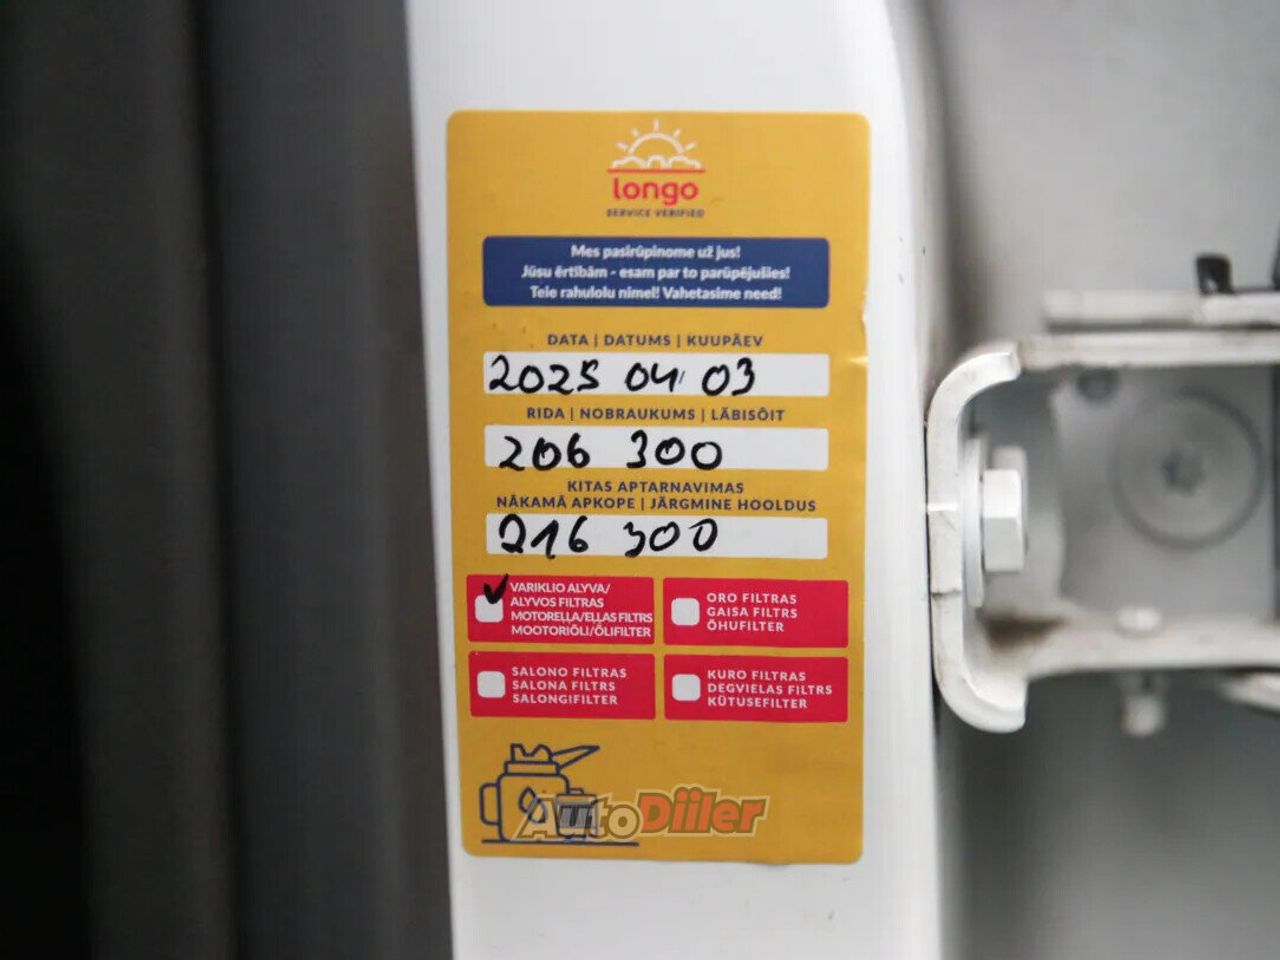 longo
SERVICE VERIFIED
Mes pasirūpinome už jus!
Jūsu ērtībām - esam par to parūpējušies!
Teie rahulolu nimel! Vahetasime need!
DATA | DATUMS | KUUPÄEV
2025 04 03
RIDA | NOBRAUKUMS | LÄBISÕIT
206 300
KITAS APTARNAVIMAS
NĀKAMĀ APKOPE | JÄRGMINE HOOLDUS
216 300
VARIKLIO ALYVA/
ALYVOS FILTRAS
MOTOREĻĻA/EĻĻAS FILTRS
MOOTORIÕLI/ÕLIFILTER
ORO FILTRAS
GAISA FILTRS
ÕHUFILTER
SALONO FILTRAS
SALONA FILTRS
SALONGIFILTER
KURO FILTRAS
DEGVIELAS FILTRS
KÜTUSEFILTER
AutoDiiler